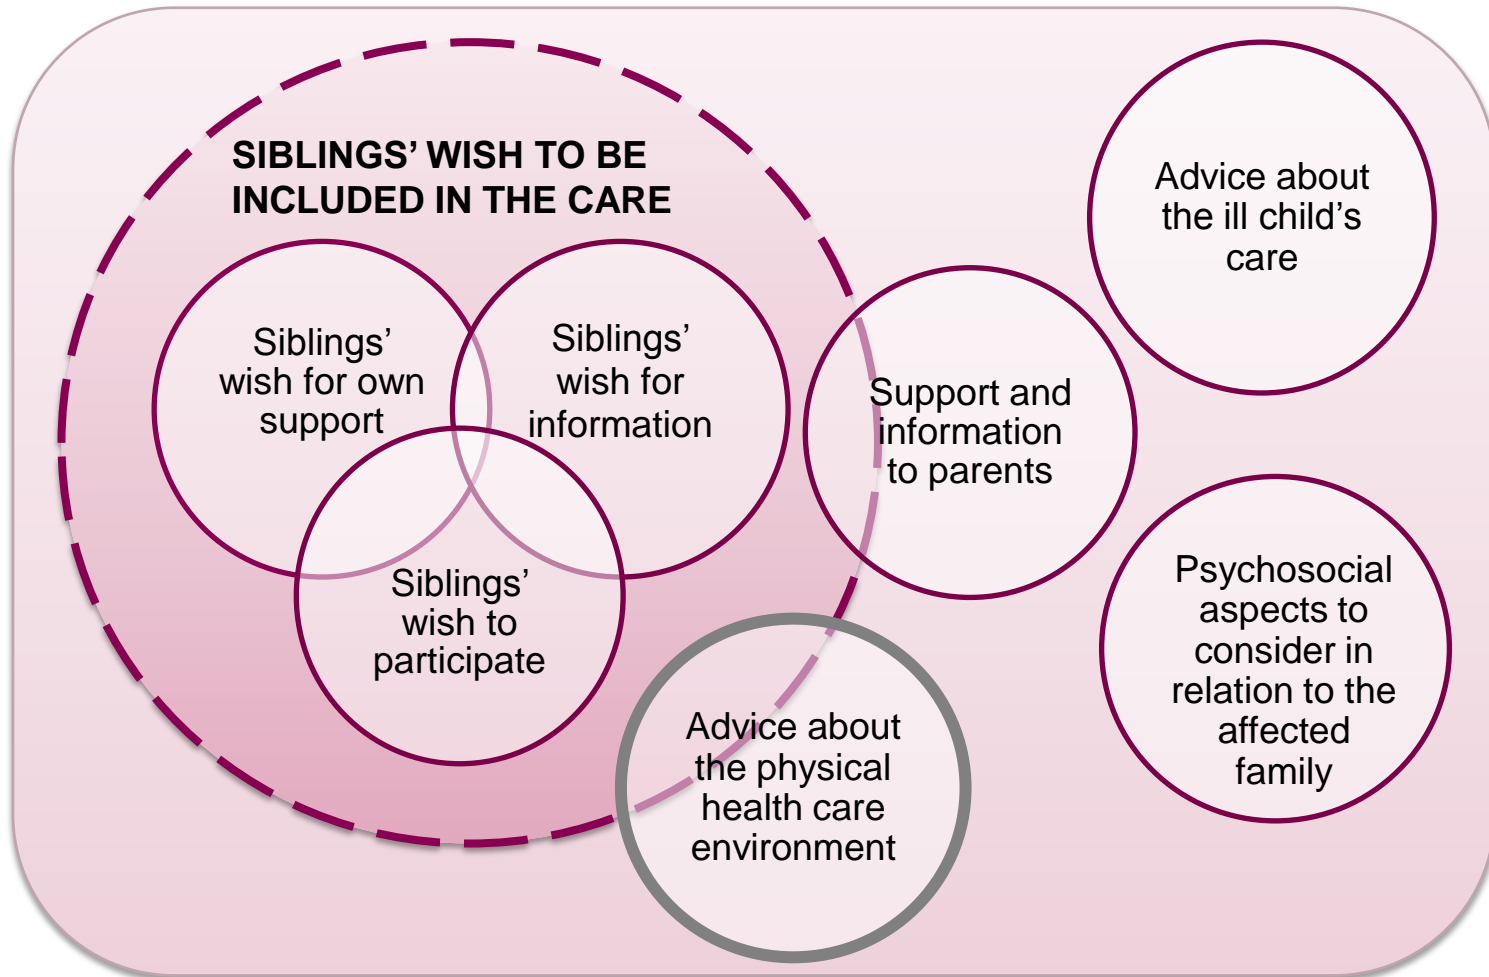 SIBLINGS’ WISH TO BE
INCLUDED IN THE CARE
Siblings’
wish for own
support
Siblings’
wish for
information
Siblings’
wish to
participate
Support and
information
to parents
Advice about
the ill child’s
care
Psychosocial
aspects to
consider in
relation to the
affected
family
Advice about
the physical
health care
environment